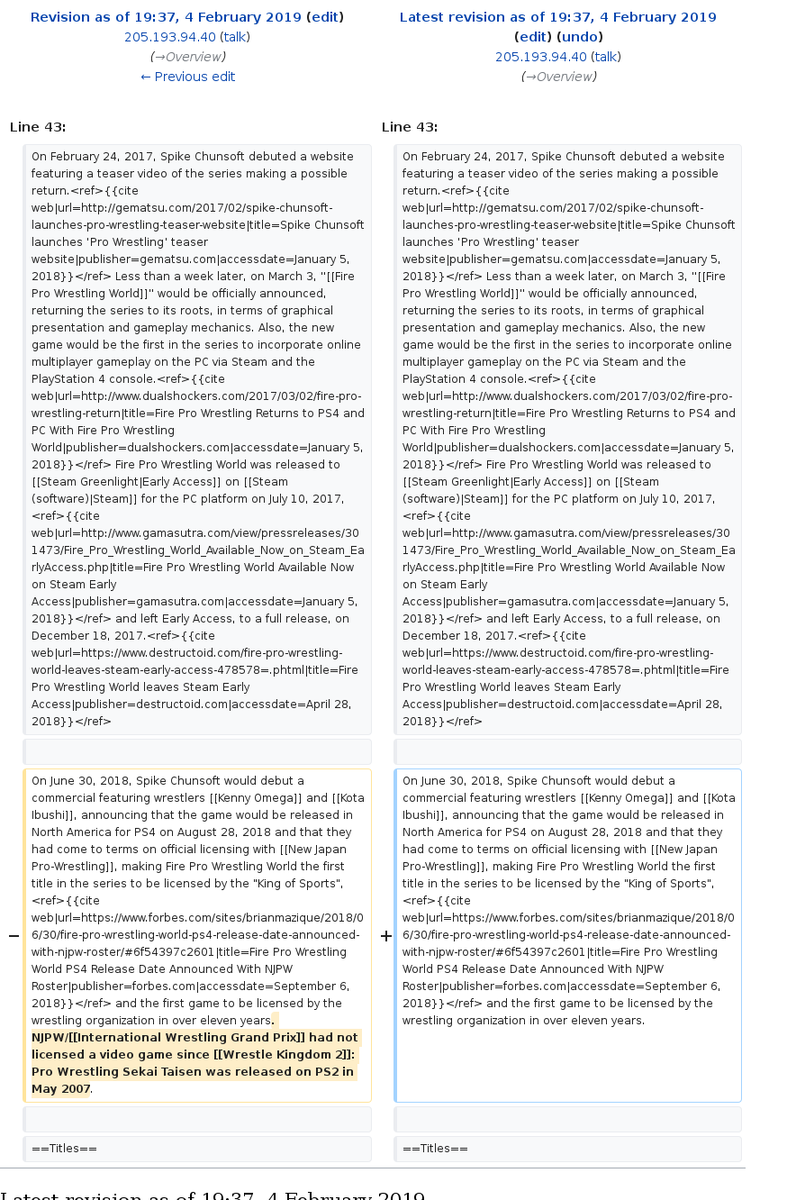 Revision as of 19:37, 4 February 2019 (edit)
205.193.94.40 (talk)
(→Overview)
← Previous edit
Latest revision as of 19:37, 4 February 2019
(edit) (undo)
205.193.94.40 (talk)
(→Overview)
Line 43:
On February 24, 2017, Spike Chunsoft debuted a website
featuring a teaser video of the series making a possible
return.<ref>{{cite
web|url=http://gematsu.com/2017/02/spike-chunsoft-
launches-pro-wrestling-teaser-website|title=Spike Chunsoft
launches 'Pro Wrestling' teaser
website|publisher=gematsu.com|accessdate=January 5,
2018}}</ref> Less than a week later, on March 3, "[[Fire
Pro Wrestling World]]" would be officially announced,
returning the series to its roots, in terms of graphical
presentation and gameplay mechanics. Also, the new
game would be the first in the series to incorporate online
multiplayer gameplay on the PC via Steam and the
PlayStation 4 console.<ref>{{cite
web|url=http://www.dualshockers.com/2017/03/02/fire-pro-
wrestling-return|title=Fire Pro Wrestling Returns to PS4 and
PC With Fire Pro Wrestling
World|publisher=dualshockers.com|accessdate=January 5,
2018}}</ref> Fire Pro Wrestling World was released to
[[Steam Greenlight|Early Access]] on [[Steam
(software)|Steam]] for the PC platform on July 10, 2017,
<ref>{{cite
web|url=http://www.gamasutra.com/view/pressreleases/30
1473/Fire_Pro_Wrestling_World_Available_Now_on_Steam_Ea
rlyAccess.php|title=Fire Pro Wrestling World Available Now
on Steam Early
Access|publisher=gamasutra.com|accessdate=January 5,
2018}}</ref> and left Early Access, to a full release, on
December 18, 2017.<ref>{{cite
web|url=https://www.destructoid.com/fire-pro-wrestling-
world-leaves-steam-early-access-478578=.phtml|title=Fire
Pro Wrestling World leaves Steam Early
Access|publisher=destructoid.com|accessdate=April 28,
2018}}</ref>
−
On June 30, 2018, Spike Chunsoft would debut a
commercial featuring wrestlers [[Kenny Omega]] and [[Kota
Ibushi]], announcing that the game would be released in
North America for PS4 on August 28, 2018 and that they
had come to terms on official licensing with [[New Japan
Pro-Wrestling]], making Fire Pro Wrestling World the first
title in the series to be licensed by the "King of Sports",
<ref>{{cite
web|url=https://www.forbes.com/sites/brianmazique/2018/0
6/30/fire-pro-wrestling-world-ps4-release-date-announced-
with-njpw-roster/#6f54397c2601|title=Fire Pro Wrestling
World PS4 Release Date Announced With NJPW
Roster|publisher=forbes.com|accessdate=September 6,
2018}}</ref> and the first game to be licensed by the
wrestling organization in over eleven years.
NJPW/[[International Wrestling Grand Prix]] had not
licensed a video game since [[Wrestle Kingdom 2]]:
Pro Wrestling Sekai Taisen was released on PS2 in
May 2007.
==Titles==
Line 43:
On February 24, 2017, Spike Chunsoft debuted a website
featuring a teaser video of the series making a possible
return.<ref>{{cite
web|url=http://gematsu.com/2017/02/spike-chunsoft-
launches-pro-wrestling-teaser-website|title=Spike Chunsoft
launches 'Pro Wrestling' teaser
website|publisher=gematsu.com|accessdate=January 5,
2018}}</ref> Less than a week later, on March 3, "[[Fire
Pro Wrestling World]]" would be officially announced,
returning the series to its roots, in terms of graphical
presentation and gameplay mechanics. Also, the new
game would be the first in the series to incorporate online
multiplayer gameplay on the PC via Steam and the
PlayStation 4 console.<ref>{{cite
web|url=http://www.dualshockers.com/2017/03/02/fire-pro-
wrestling-return|title=Fire Pro Wrestling Returns to PS4 and
PC With Fire Pro Wrestling
World|publisher=dualshockers.com|accessdate=January 5,
2018}}</ref> Fire Pro Wrestling World was released to
[[Steam Greenlight|Early Access]] on [[Steam
(software)|Steam]] for the PC platform on July 10, 2017,
<ref>{{cite
web|url=http://www.gamasutra.com/view/pressreleases/30
1473/Fire_Pro_Wrestling_World_Available_Now_on_Steam_Ea
rlyAccess.php|title=Fire Pro Wrestling World Available Now
on Steam Early
Access|publisher=gamasutra.com|accessdate=January 5,
2018}}</ref> and left Early Access, to a full release, on
December 18, 2017.<ref>{{cite
web|url=https://www.destructoid.com/fire-pro-wrestling-
world-leaves-steam-early-access-478578=.phtml|title=Fire
Pro Wrestling World leaves Steam Early
Access|publisher=destructoid.com|accessdate=April 28,
2018}}</ref>
+
On June 30, 2018, Spike Chunsoft would debut a
commercial featuring wrestlers [[Kenny Omega]] and [[Kota
Ibushi]], announcing that the game would be released in
North America for PS4 on August 28, 2018 and that they
had come to terms on official licensing with [[New Japan
Pro-Wrestling]], making Fire Pro Wrestling World the first
title in the series to be licensed by the "King of Sports",
<ref>{{cite
web|url=https://www.forbes.com/sites/brianmazique/2018/0
6/30/fire-pro-wrestling-world-ps4-release-date-announced-
with-njpw-roster/#6f54397c2601|title=Fire Pro Wrestling
World PS4 Release Date Announced With NJPW
Roster|publisher=forbes.com|accessdate=September 6,
2018}}</ref> and the first game to be licensed by the
wrestling organization in over eleven years.
==Titles==
Latest revision as of 19:37, 4 February 2019